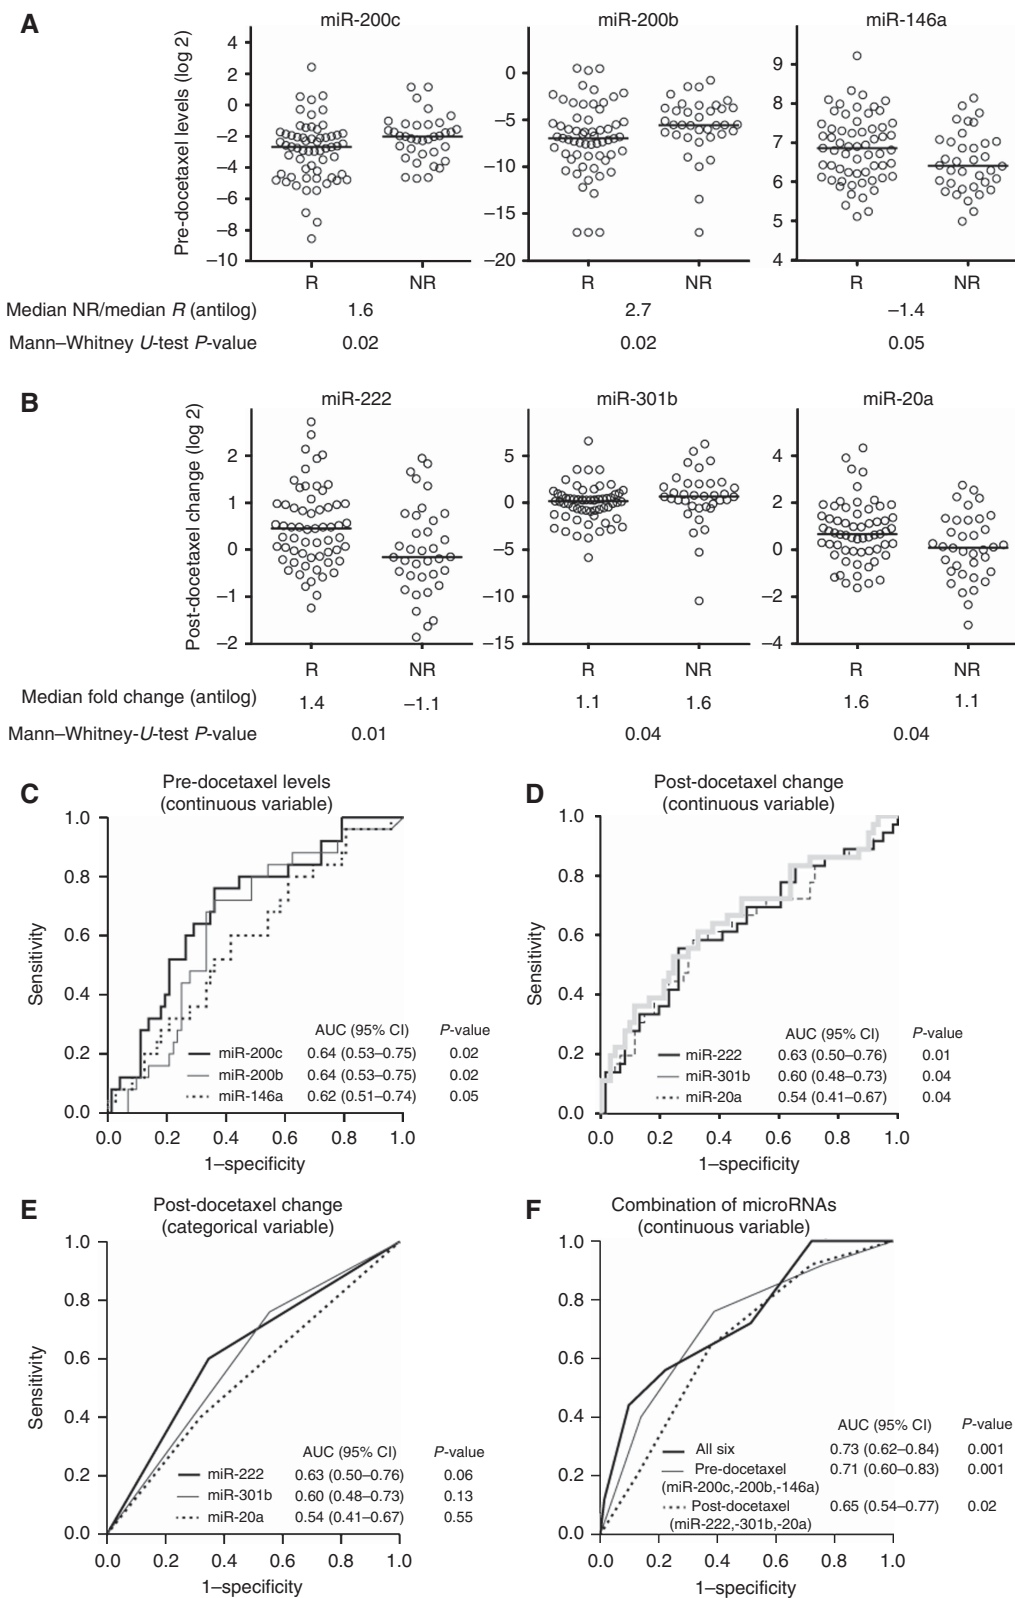 A
miR-200c
miR-200b
miR-146a
Pre-docetaxel levels (log 2)
4
2
0
–2
–4
–6
–8
–10
0
–5
–10
–15
–20
9
8
7
6
5
4
R NR R NR R NR
Median NR/median R (antilog) 1.6 2.7 –1.4
Mann–Whitney U-test P-value 0.02 0.02 0.05
B
miR-222
miR-301b
miR-20a
Post-docetaxel change (log 2)
2
1
0
–1
–2
5
0
–5
–10
–15
4
2
0
–2
–4
R NR R NR R NR
Median fold change (antilog) 1.4 –1.1 1.1 1.6 1.6 1.1
Mann–Whitney-U-test P-value 0.01 0.04 0.04
C
Pre-docetaxel levels
(continuous variable)
Sensitivity
1.0
0.8
0.6
0.4
0.2
0.0
AUC (95% CI) P-value
miR-200c 0.64 (0.53–0.75) 0.02
miR-200b 0.64 (0.53–0.75) 0.02
miR-146a 0.62 (0.51–0.74) 0.05
0.0 0.2 0.4 0.6 0.8 1.0
1–specificity
D
Post-docetaxel change
(continuous variable)
Sensitivity
1.0
0.8
0.6
0.4
0.2
0.0
AUC (95% CI) P-value
miR-222 0.63 (0.50–0.76) 0.01
miR-301b 0.60 (0.48–0.73) 0.04
miR-20a 0.54 (0.41–0.67) 0.04
0.0 0.2 0.4 0.6 0.8 1.0
1–specificity
E
Post-docetaxel change
(categorical variable)
Sensitivity
1.0
0.8
0.6
0.4
0.2
0.0
AUC (95% CI) P-value
miR-222 0.63 (0.50–0.76) 0.06
miR-301b 0.60 (0.48–0.73) 0.13
miR-20a 0.54 (0.41–0.67) 0.55
0.0 0.2 0.4 0.6 0.8 1.0
1–specificity
F
Combination of microRNAs
(continuous variable)
1.0
0.8
0.6
0.4
0.2
0.0
AUC (95% CI) P-value
All six 0.73 (0.62–0.84) 0.001
Pre-docetaxel 0.71 (0.60–0.83) 0.001
(miR-200c,-200b,-146a)
Post-docetaxel 0.65 (0.54–0.77) 0.02
(miR-222,-301b,-20a)
0.0 0.2 0.4 0.6 0.8 1.0
1–specificity